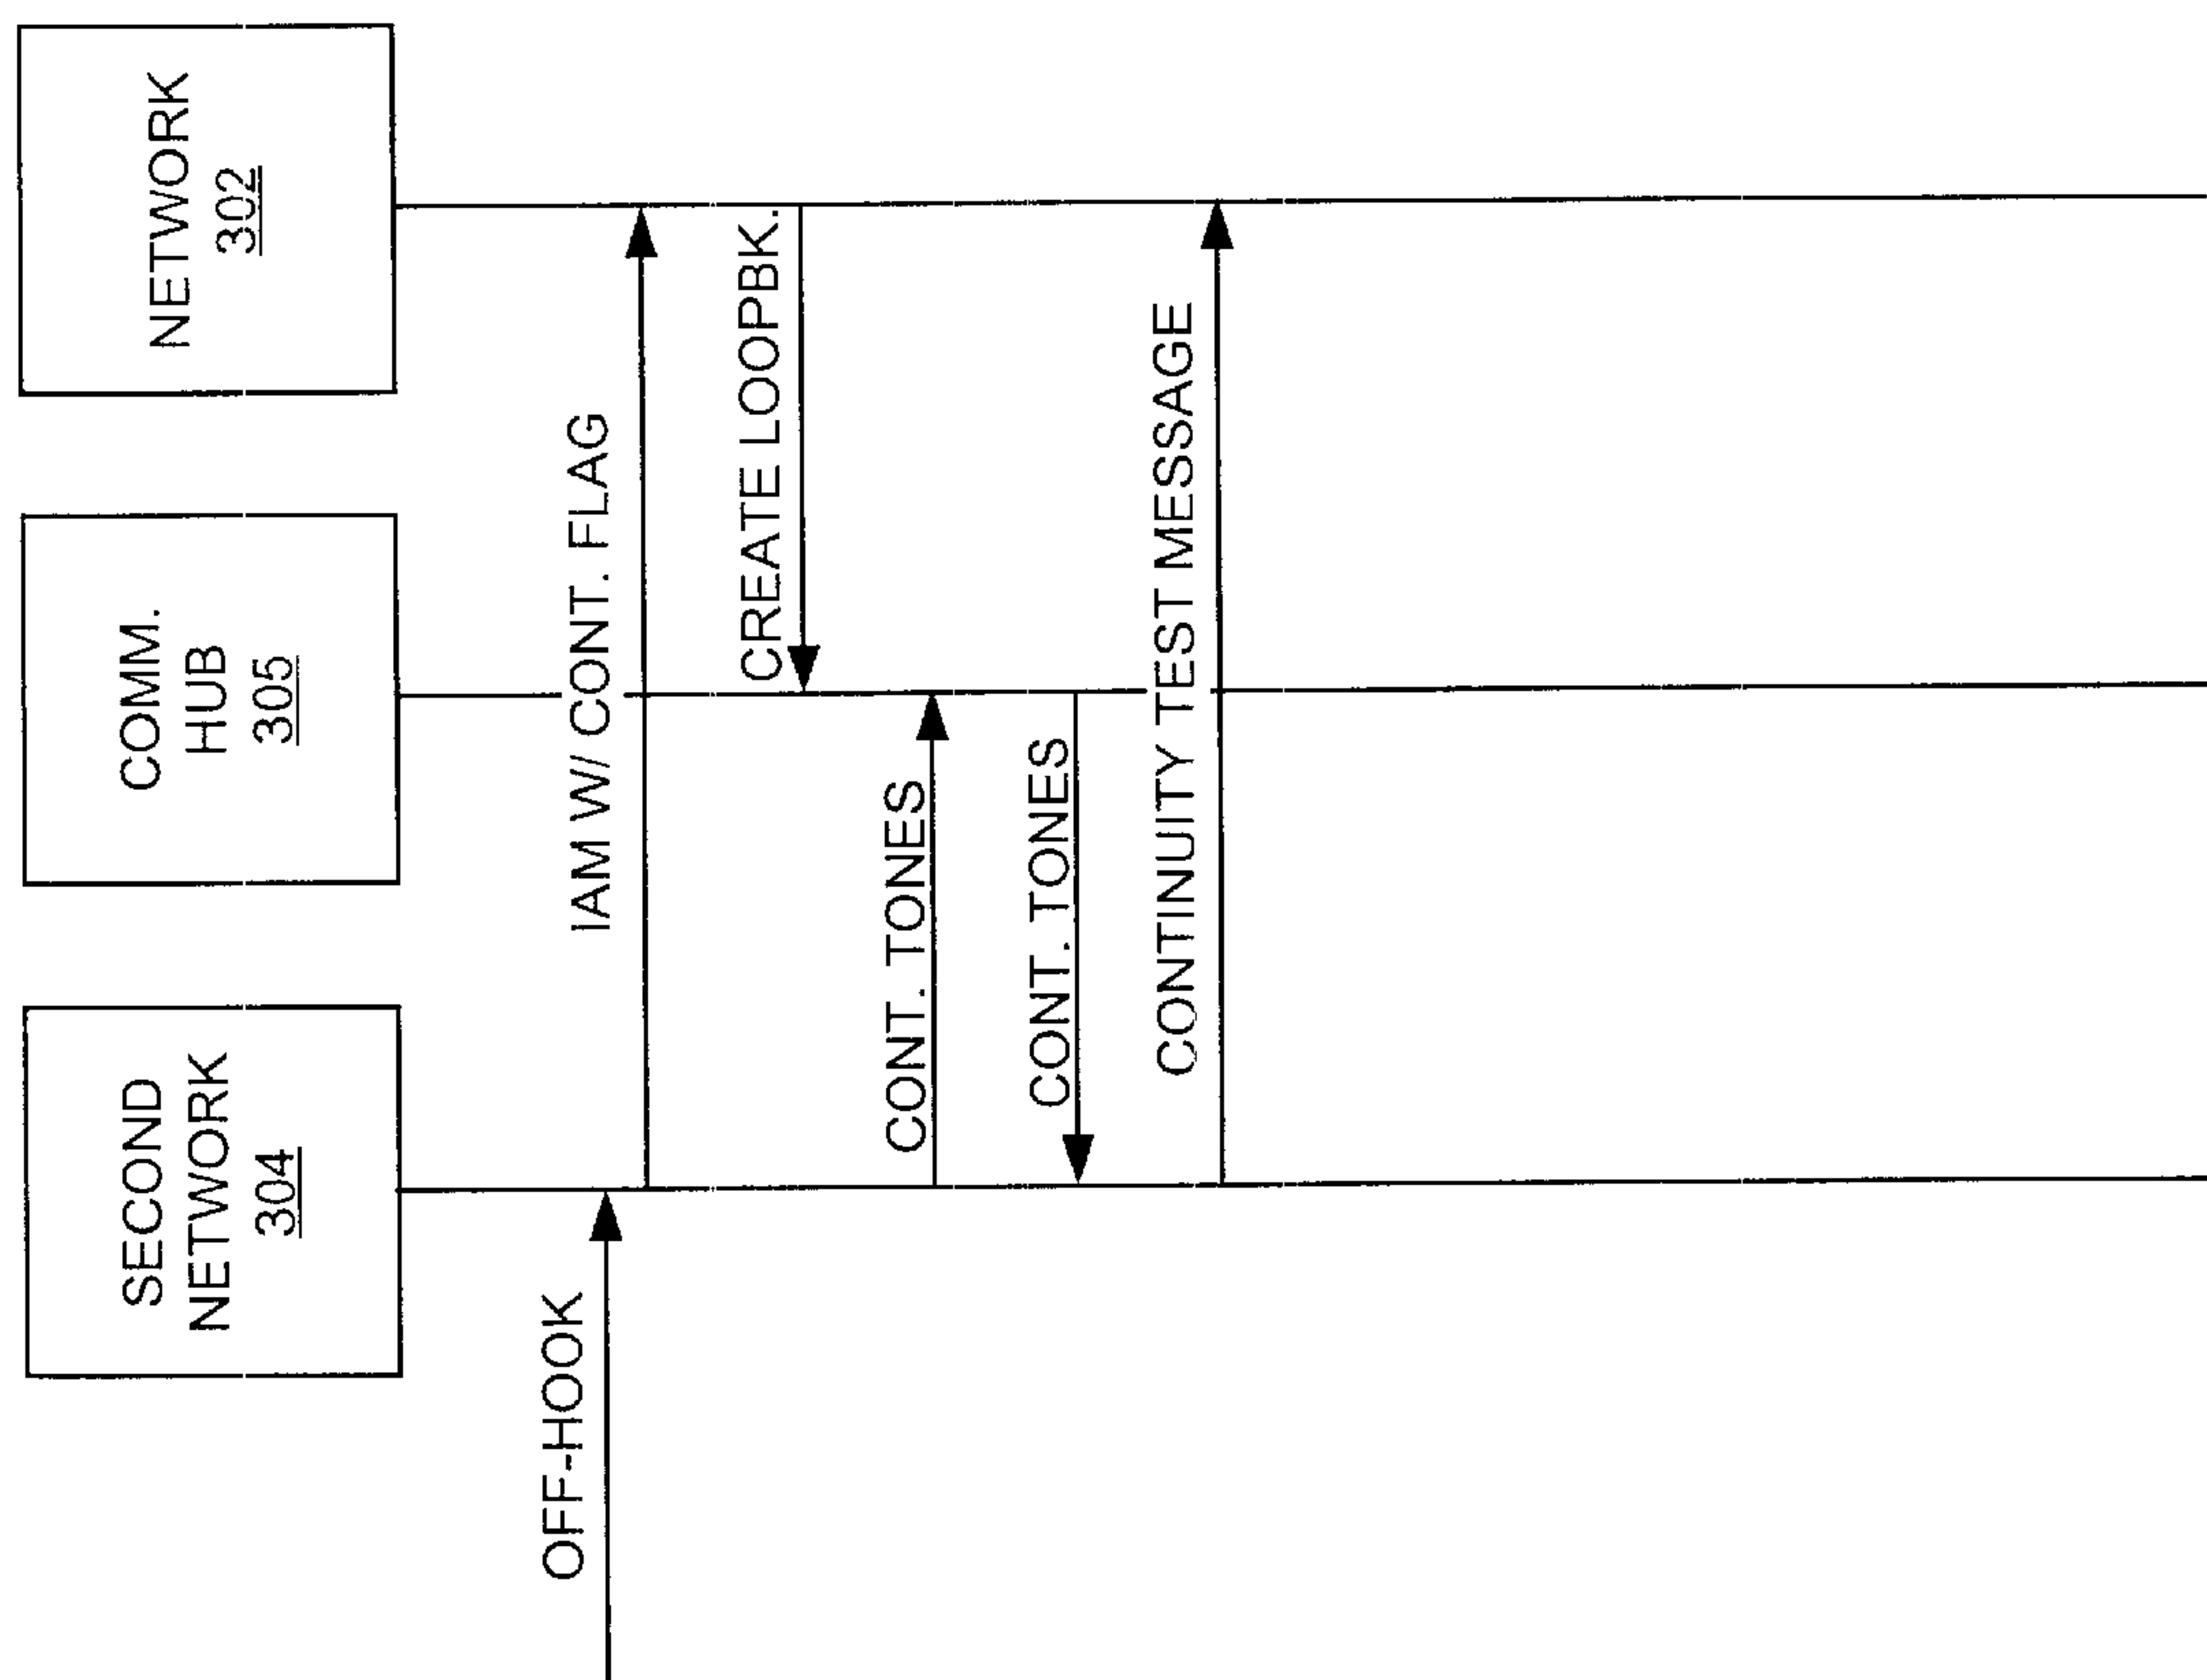 SECOND
NETWORK
304
COMM.
HUB
305
NETWORK
302
OFF-HOOK
IAM W/ CONT. FLAG
CREATE LOOPBK.
CONT. TONES
CONT. TONES
CONTINUITY TEST MESSAGE